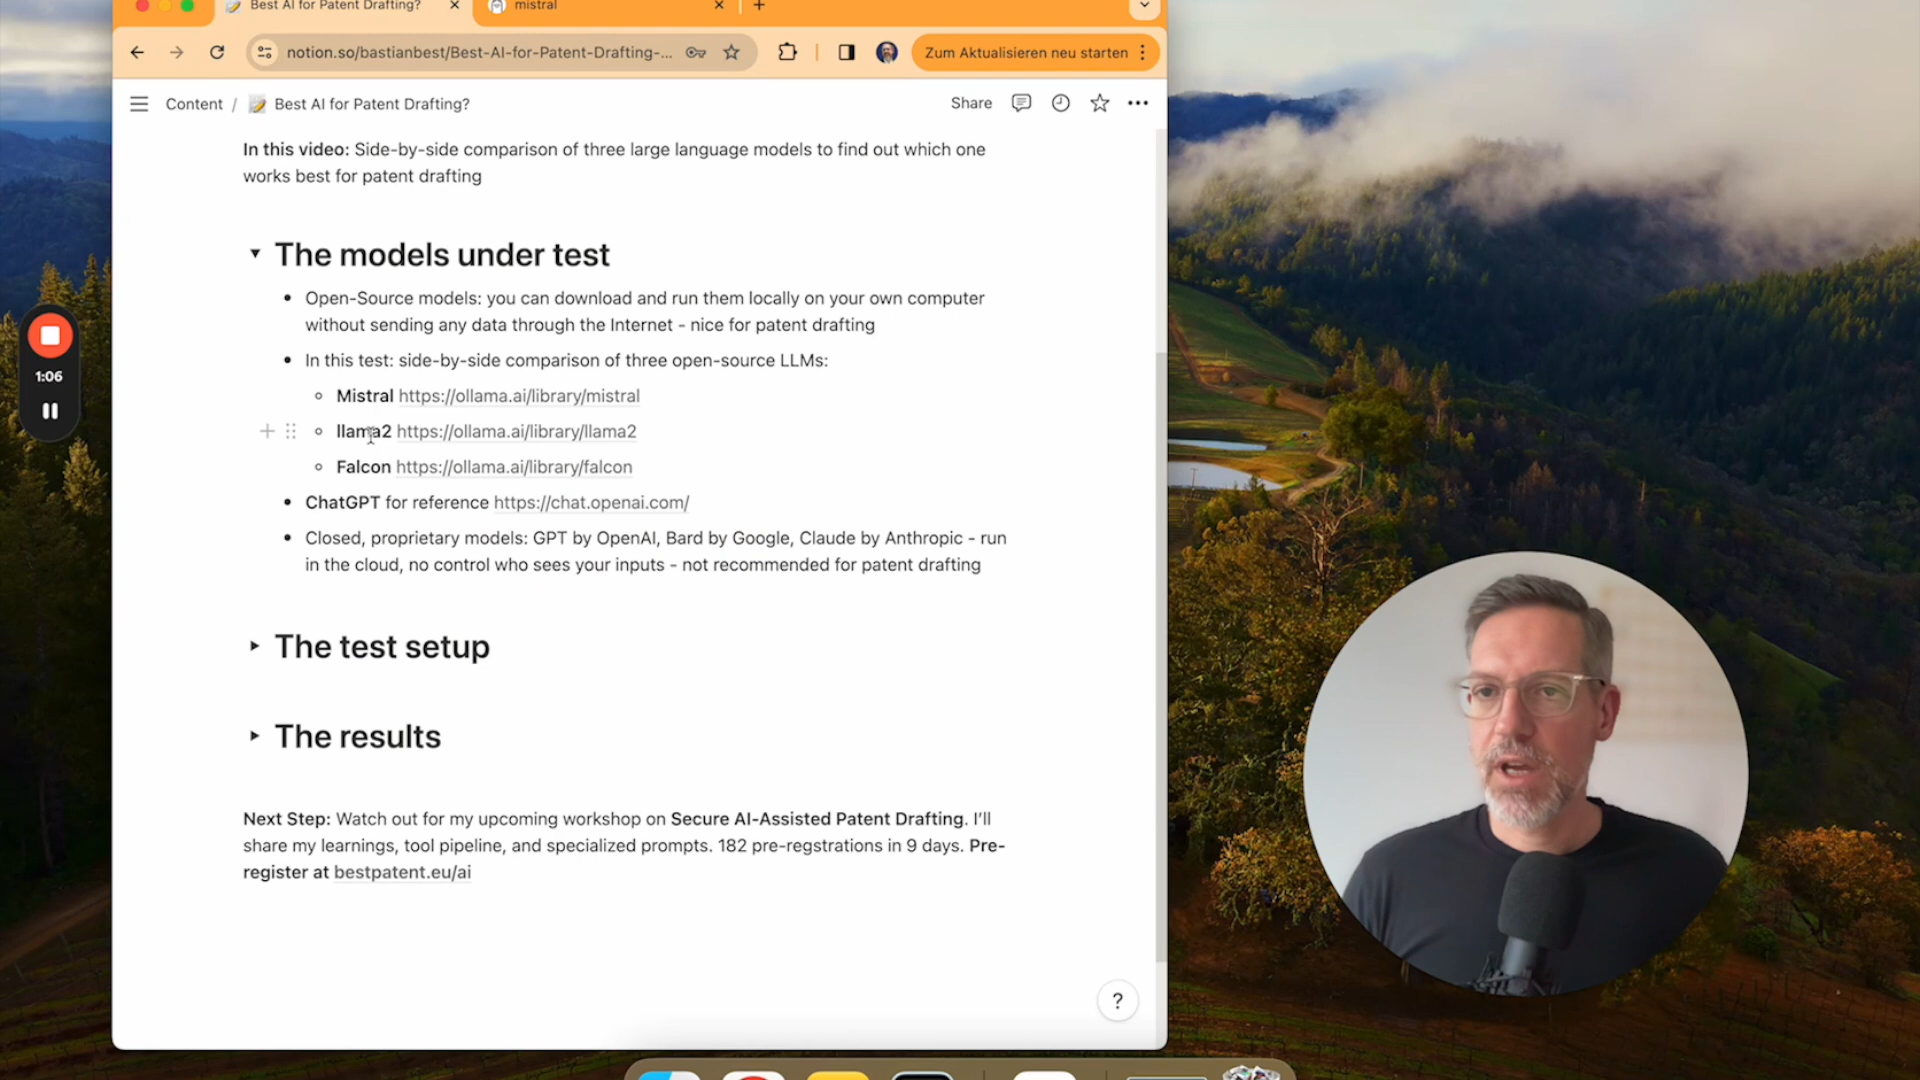 Best AI for Patent Drafting?
mistral
notion.so/bastianbest/Best-AI-for-Patent-Drafting-...
Zum Aktualisieren neu starten
Content / Best AI for Patent Drafting?
Share
In this video: Side-by-side comparison of three large language models to find out which one
works best for patent drafting
The models under test
Open-Source models: you can download and run them locally on your own computer
without sending any data through the Internet - nice for patent drafting
In this test: side-by-side comparison of three open-source LLMs:
Mistral https://ollama.ai/library/mistral
llama2 https://ollama.ai/library/llama2
Falcon https://ollama.ai/library/falcon
ChatGPT for reference https://chat.openai.com/
Closed, proprietary models: GPT by OpenAI, Bard by Google, Claude by Anthropic - run
in the cloud, no control who sees your inputs - not recommended for patent drafting
The test setup
The results
Next Step: Watch out for my upcoming workshop on Secure AI-Assisted Patent Drafting. I'll
share my learnings, tool pipeline, and specialized prompts. 182 pre-regstrations in 9 days. Pre-
register at bestpatent.eu/ai
1:06
?